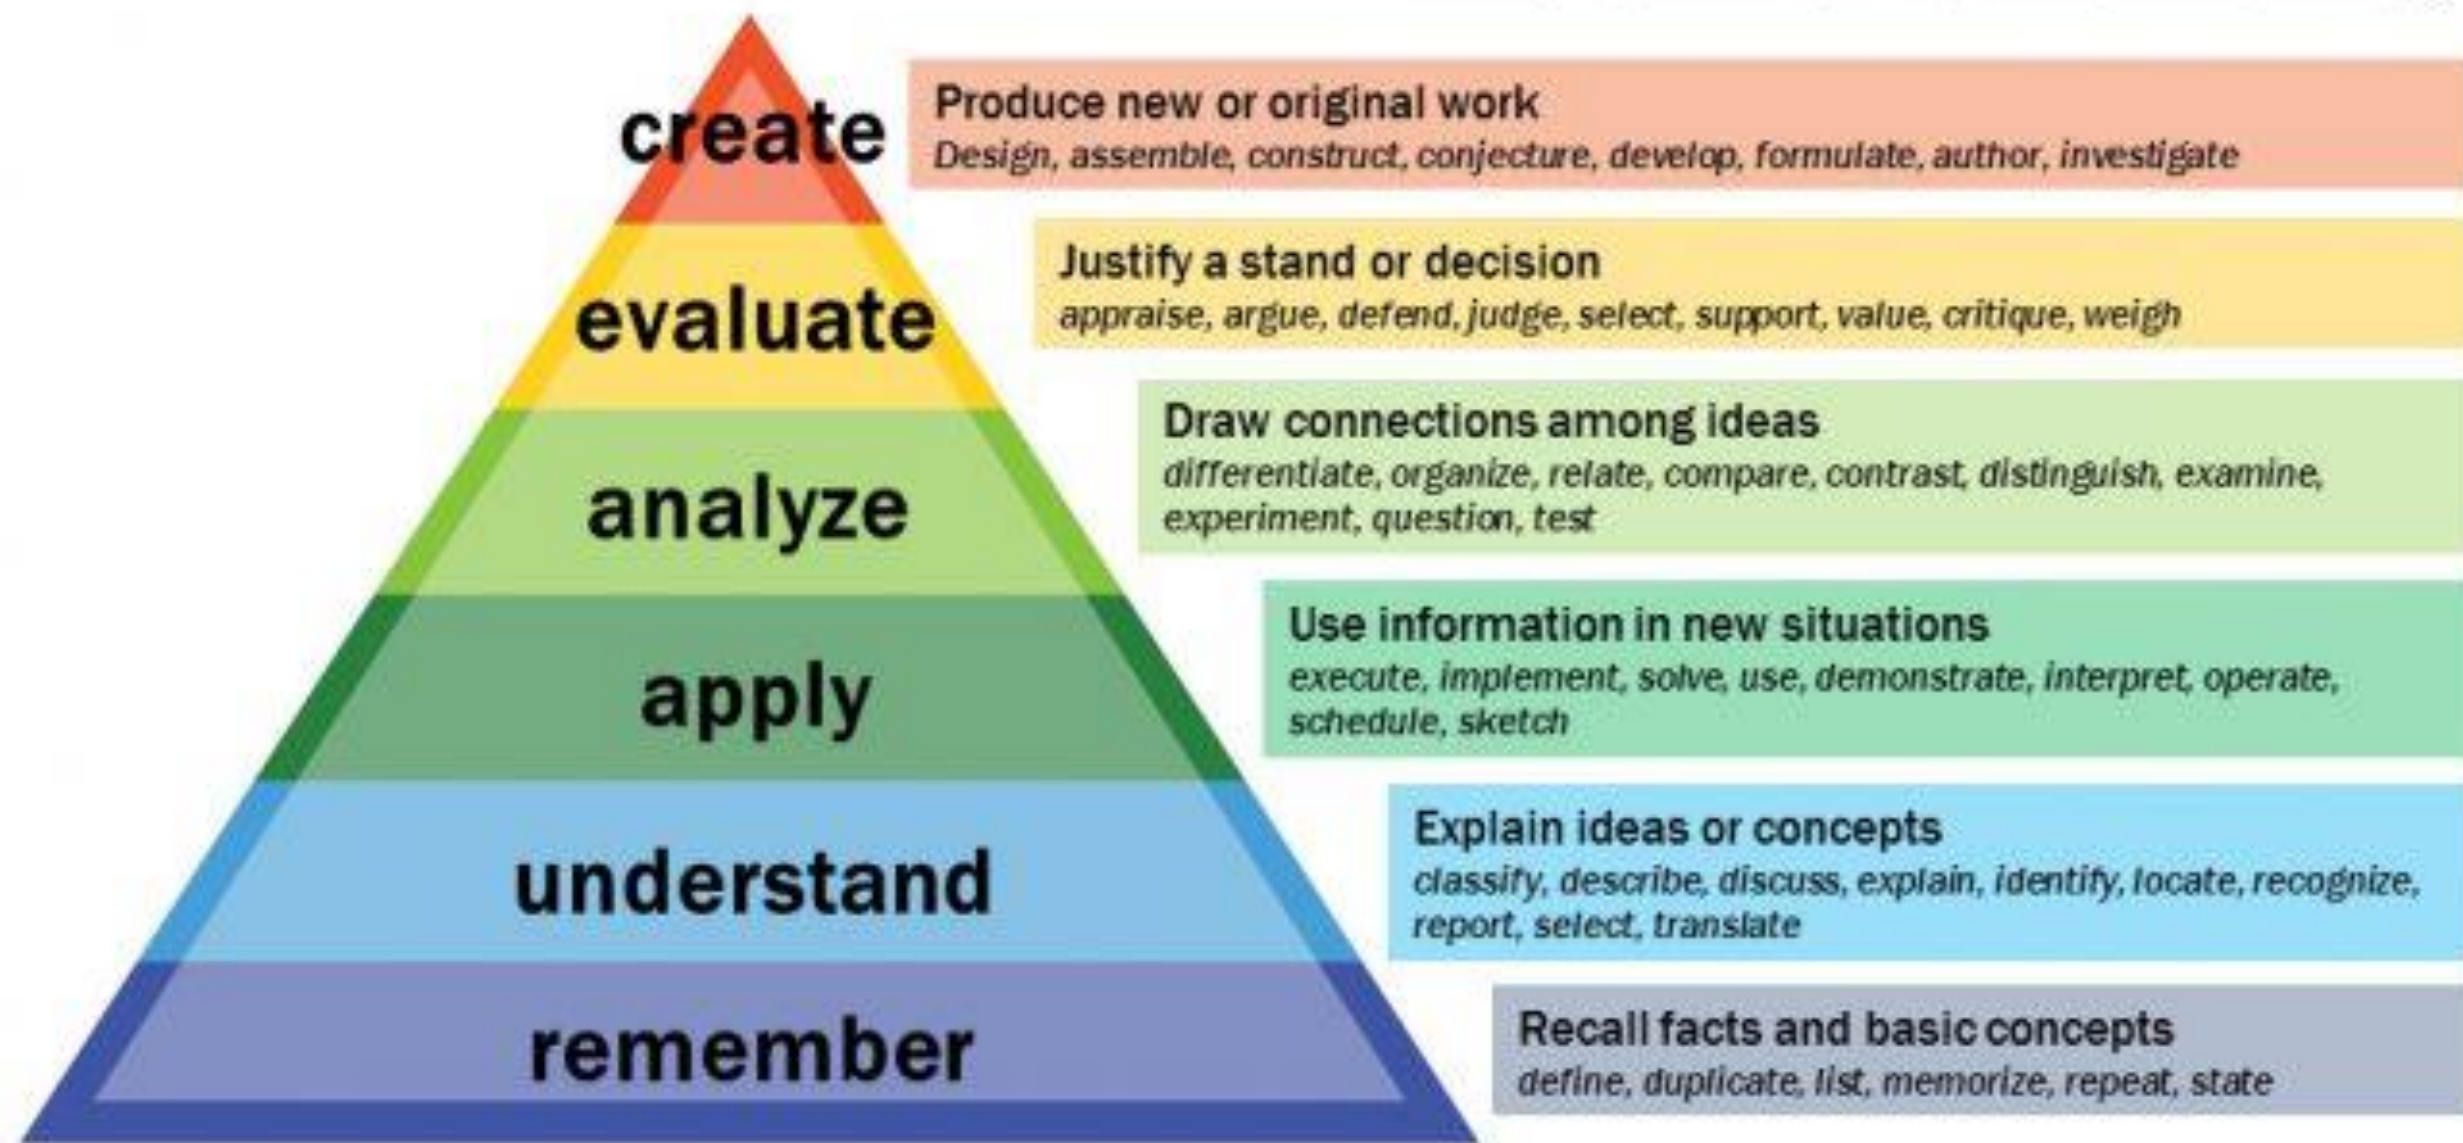 create
Produce new or original work
Design, assemble, construct, conjecture, develop, formulate, author, investigate
evaluate
Justify a stand or decision
appraise, argue, defend, judge, select, support, value, critique, weigh
analyze
Draw connections among ideas
differentiate, organize, relate, compare, contrast, distinguish, examine,
experiment, question, test
apply
Use information in new situations
execute, implement, solve, use, demonstrate, interpret, operate,
schedule, sketch
understand
Explain ideas or concepts
classify, describe, discuss, explain, identify, locate, recognize,
report, select, translate
remember
Recall facts and basic concepts
define, duplicate, list, memorize, repeat, state